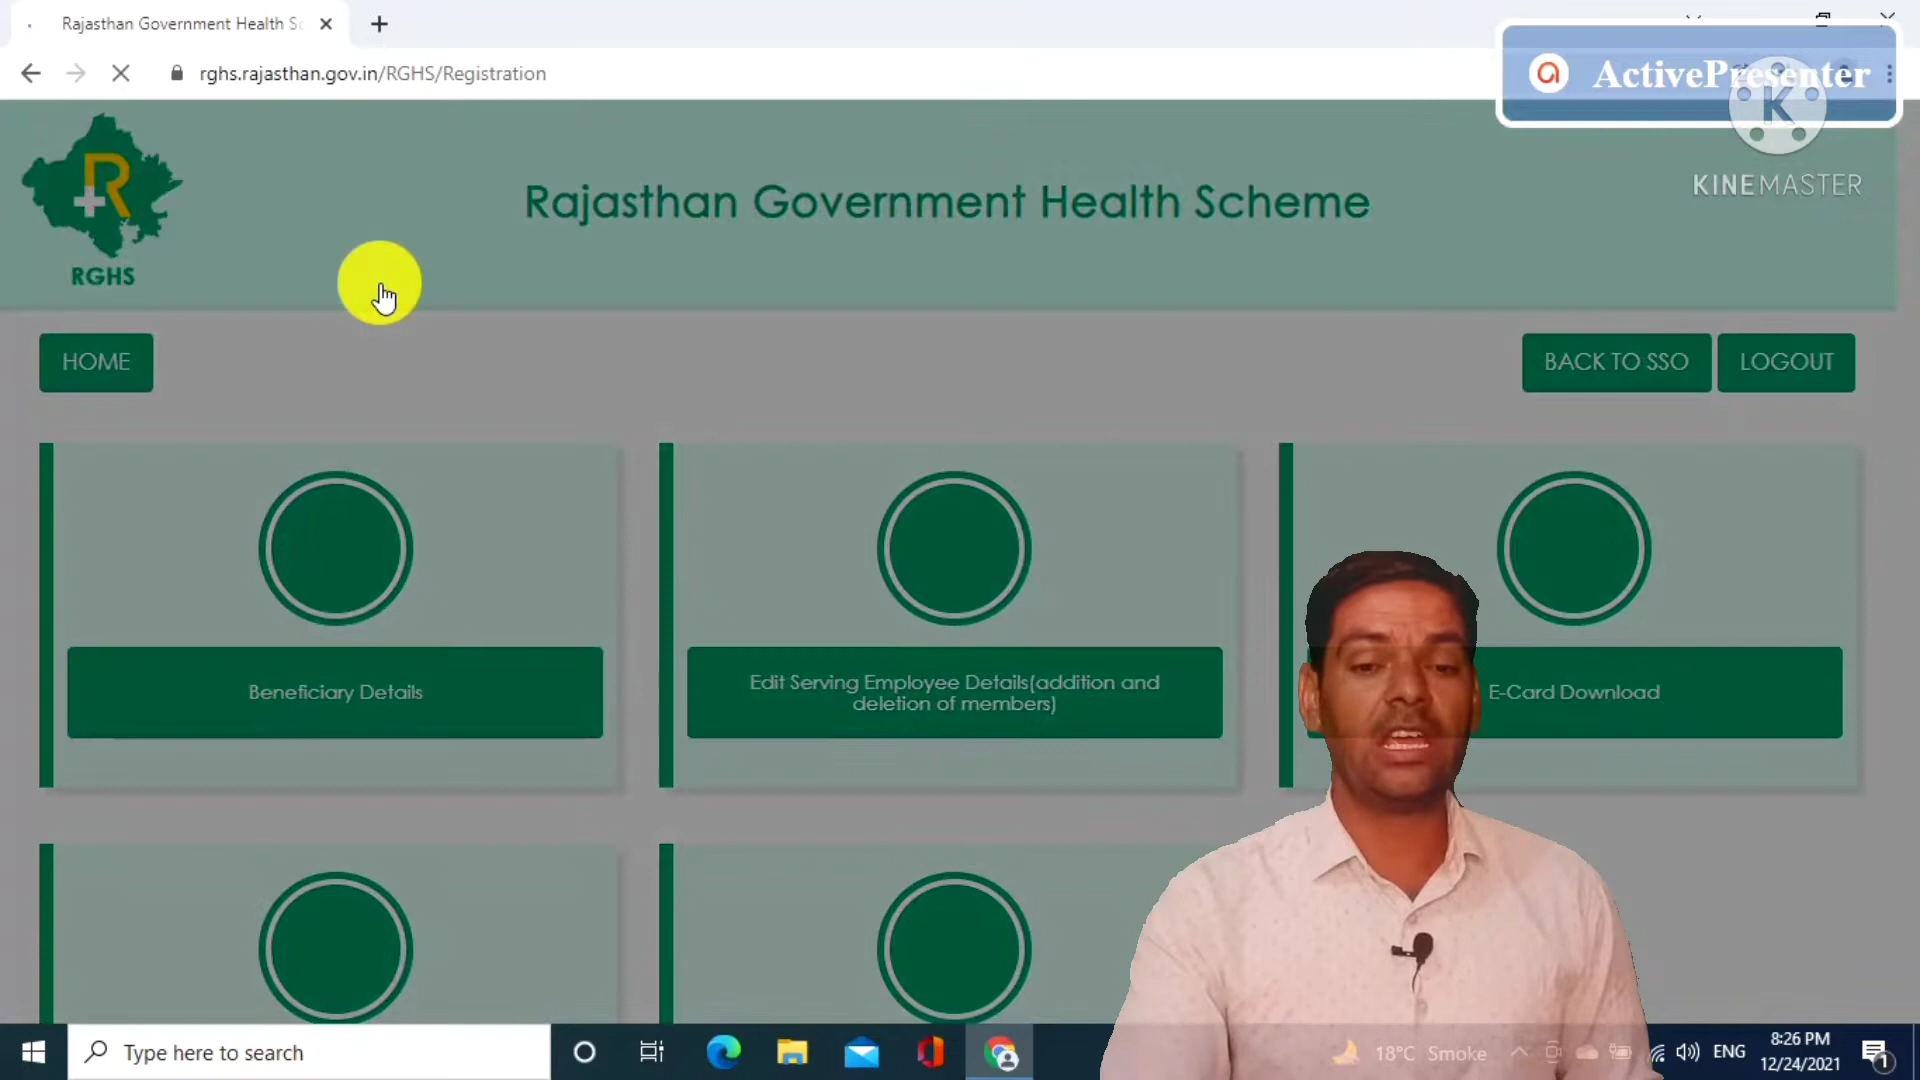 Rajasthan Government Health Sc
rghs.rajasthan.gov.in/RGHS/Registration
ActivePresenter
K
KINEMASTER
R
RGHS
Rajasthan Government Health Scheme
HOME
BACK TO SSO
LOGOUT
Beneficiary Details
Edit Serving Employee Details(addition and
deletion of members)
E-Card Download
Type here to search
18°C Smoke
ENG
8:26 PM
12/24/2021
1